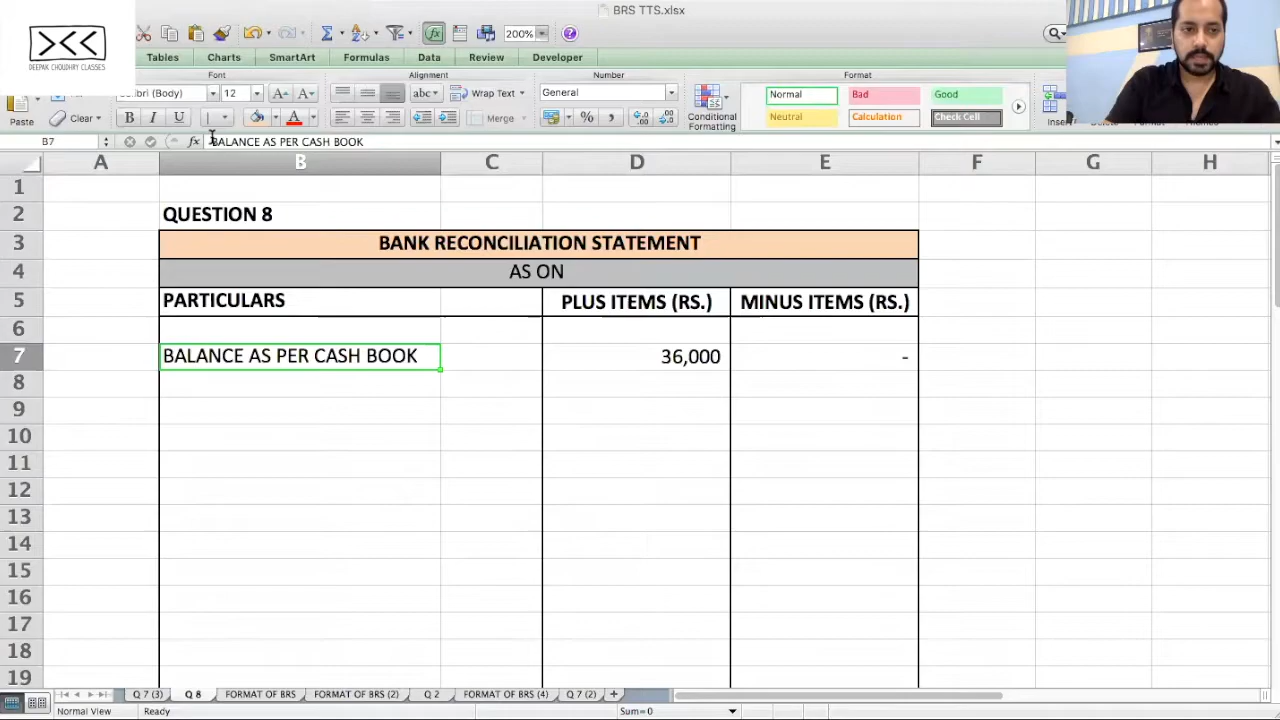 BRS TTS.xlsx
DEEPAK CHOUDHRY CLASSES
200%
Tables Charts SmartArt Formulas Data Review Developer
Font Alignment Number Format
(Body) 12 abc Wrap Text General Normal Bad Good
Paste Clear B I U A Merge % Conditional Formatting Neutral Calculation Check Cell
B7 fx BALANCE AS PER CASH BOOK
A B C D E F G H
1
2 QUESTION 8
3 BANK RECONCILIATION STATEMENT
4 AS ON
5 PARTICULARS PLUS ITEMS (RS.) MINUS ITEMS (RS.)
6
7 BALANCE AS PER CASH BOOK 36,000 -
8
9
10
11
12
13
14
15
16
17
18
19
Q 7 (3) Q 8 FORMAT OF BRS FORMAT OF BRS (2) Q 2 FORMAT OF BRS (4) Q 7 (2) +
Normal View Ready Sum=0